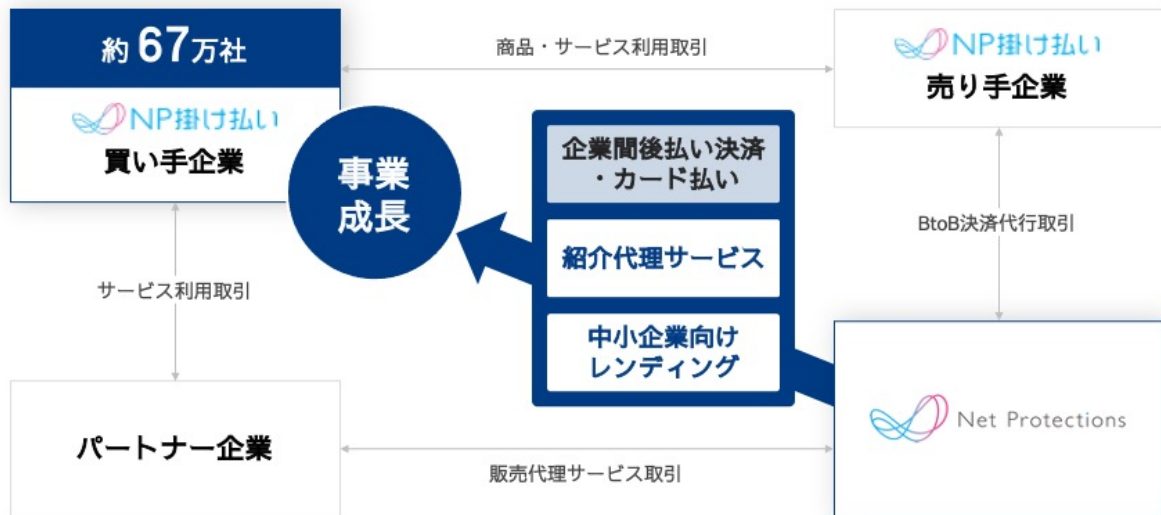 約67万社
NP掛け払い
買い手企業
商品・サービス利用取引
NP掛け払い
売り手企業
事業
成長
企業間後払い決済
・カード払い
紹介代理サービス
中小企業向け
レンディング
サービス利用取引
BtoB決済代行取引
パートナー企業
販売代理サービス取引
Net Protections